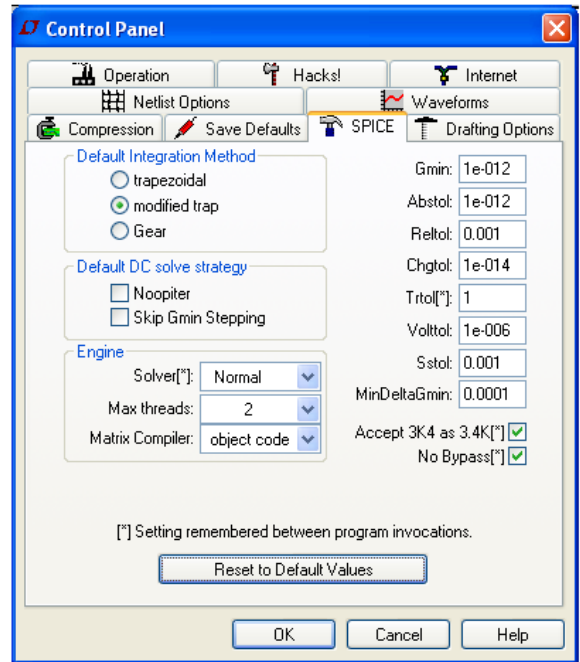 Control Panel
Operation
Hacks!
Internet
Netlist Options
Waveforms
Compression
Save Defaults
SPICE
Drafting Options
Default Integration Method
trapezoidal
modified trap
Gear
Default DC solve strategy
Noopiter
Skip Gmin Stepping
Engine
Solver[*]: Normal
Max threads: 2
Matrix Compiler: object code
Gmin: 1e-012
Abstol: 1e-012
Reltol: 0.001
Chgtol: 1e-014
Trtol[*]: 1
Volttol: 1e-006
Sstol: 0.001
MinDeltaGmin: 0.0001
Accept 3K4 as 3.4K[*]
No Bypass[*]
[*] Setting remembered between program invocations.
Reset to Default Values
OK
Cancel
Help